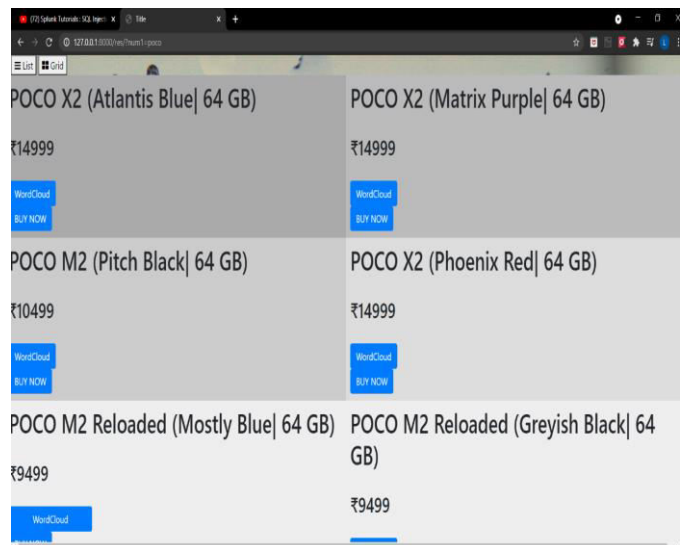 (72) Splunk Tutorials : SQL Inject
Title
127.0.0.1:8000/res/?num1=poco
List
Grid
POCO X2 (Atlantis Blue| 64 GB)
₹14999
WordCloud
BUY NOW
POCO X2 (Matrix Purple| 64 GB)
₹14999
WordCloud
BUY NOW
POCO M2 (Pitch Black| 64 GB)
₹10499
WordCloud
BUY NOW
POCO X2 (Phoenix Red| 64 GB)
₹14999
WordCloud
BUY NOW
POCO M2 Reloaded (Mostly Blue| 64 GB)
₹9499
WordCloud
POCO M2 Reloaded (Greyish Black| 64
GB)
₹9499